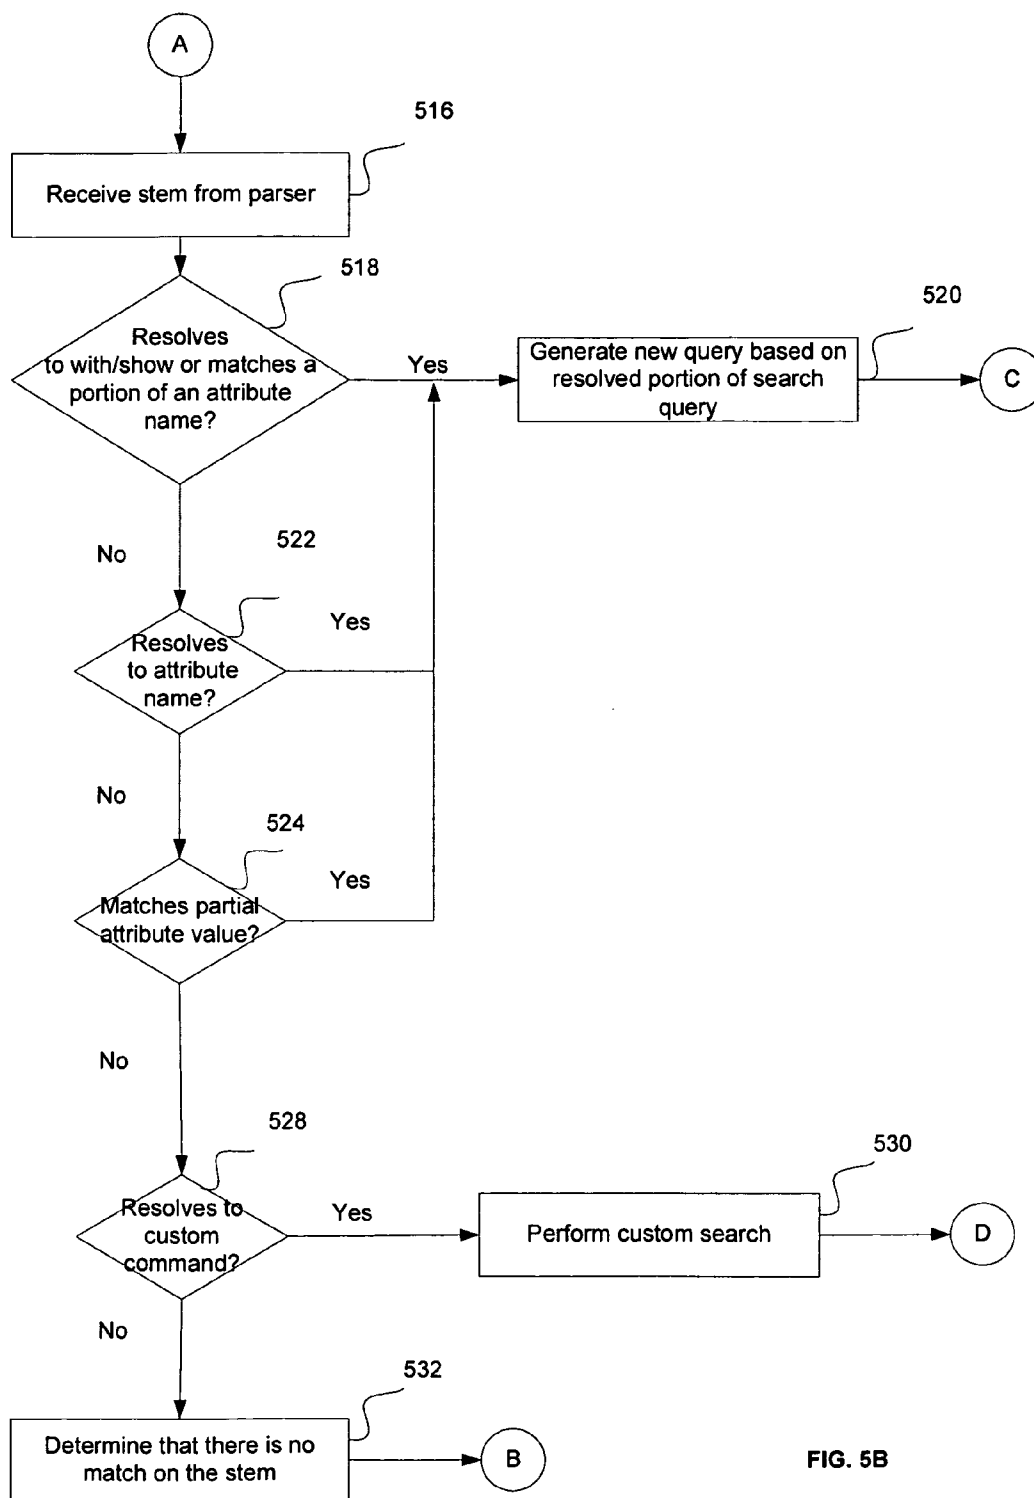 A
516
Receive stem from parser
518
Resolves
to with/show or matches a
portion of an attribute
name?
Yes
520
Generate new query based on
resolved portion of search
query
C
No
522
Resolves
to attribute
name?
Yes
No
524
Matches partial
attribute value?
Yes
No
528
Resolves to
custom
command?
Yes
530
Perform custom search
D
No
532
Determine that there is no
match on the stem
B
FIG. 5B